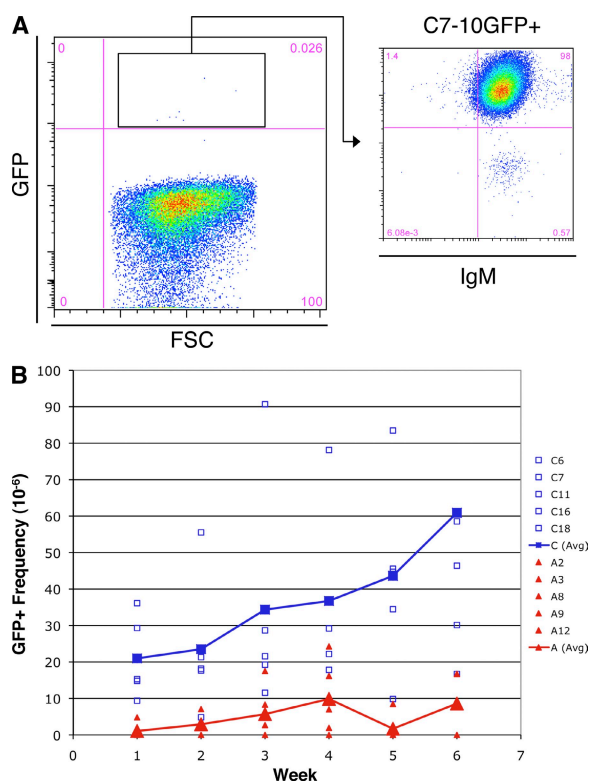 A
C7-10GFP+
0
0.026
0
100
GFP
FSC
1.4
98
6.08e-3
0.57
IgM
B
GFP+ Frequency (10⁻⁶)
100
90
80
70
60
50
40
30
20
10
0
0
1
2
3
4
5
6
7
Week
C6
C7
C11
C16
C18
C (Avg)
A2
A3
A8
A9
A12
A (Avg)